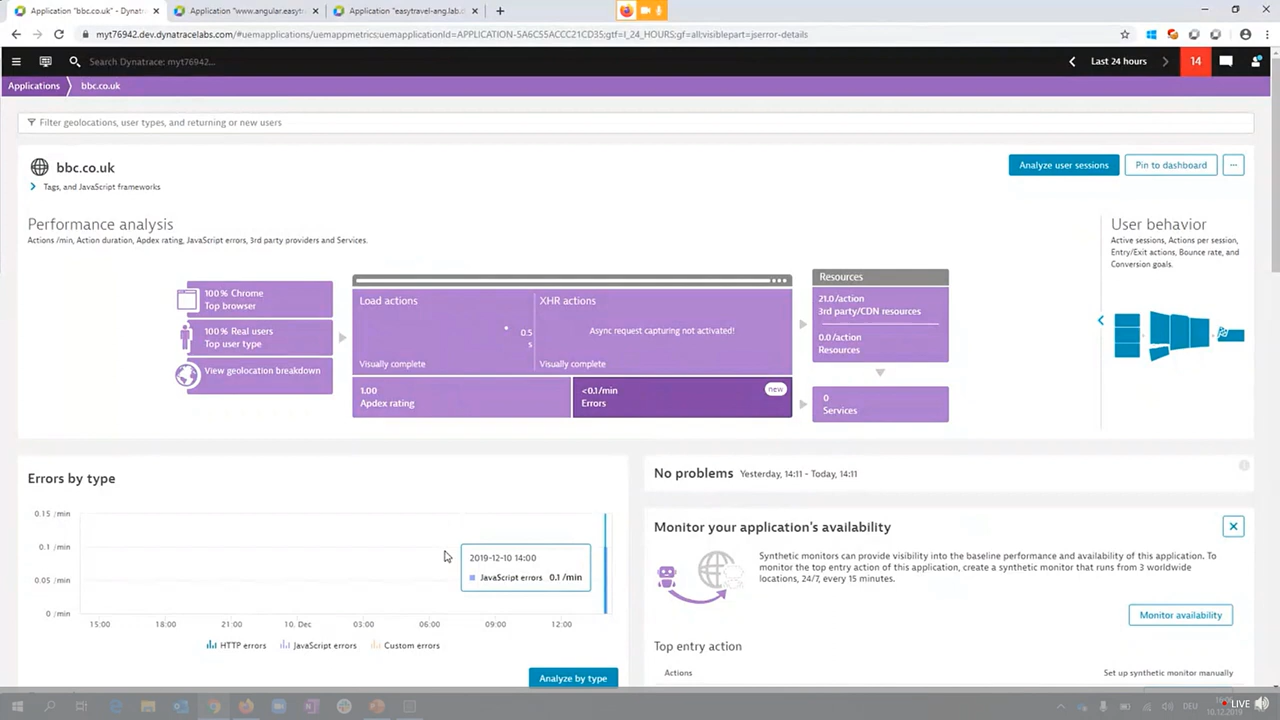 Application "bbc.co.uk" - Dynatr
Application "www.angular.easytr
Application "easytravel-ang.lab.d
myt76942.dev.dynatracelabs.com/#uemapplications/uemappmetrics;uemapplicationId=APPLICATION-5A6C55ACCC21CD35;gtf=l_24_HOURS;gf=all;visiblepart=jserror-details
Search Dynatrace: myt76942...
Last 24 hours
14
Applications
bbc.co.uk
Filter geolocations, user types, and returning or new users
bbc.co.uk
Analyze user sessions
Pin to dashboard
...
Tags, and JavaScript frameworks
Performance analysis
Actions /min, Action duration, Apdex rating, JavaScript errors, 3rd party providers and Services.
User behavior
Active sessions, Actions per session,
Entry/Exit actions, Bounce rate, and
Conversion goals.
100% Chrome
Top browser
100% Real users
Top user type
View geolocation breakdown
Load actions
0.5
s
Visually complete
XHR actions
Async request capturing not activated!
Visually complete
1.00
Apdex rating
<0.1/min
Errors
new
Resources
21.0/action
3rd party/CDN resources
0.0/action
Resources
0
Services
Errors by type
0.15 /min
0.1 /min
0.05 /min
0 /min
2019-12-10 14:00
JavaScript errors 0.1 /min
15:00
18:00
21:00
10. Dec
03:00
06:00
09:00
12:00
HTTP errors
JavaScript errors
Custom errors
Analyze by type
No problems Yesterday, 14:11 - Today, 14:11
Monitor your application's availability
Synthetic monitors can provide visibility into the baseline performance and availability of this application. To
monitor the top entry action of this application, create a synthetic monitor that runs from 3 worldwide
locations, 24/7, every 15 minutes.
Monitor availability
Top entry action
Actions
Set up synthetic monitor manually
DEU
10.12.2019
LIVE